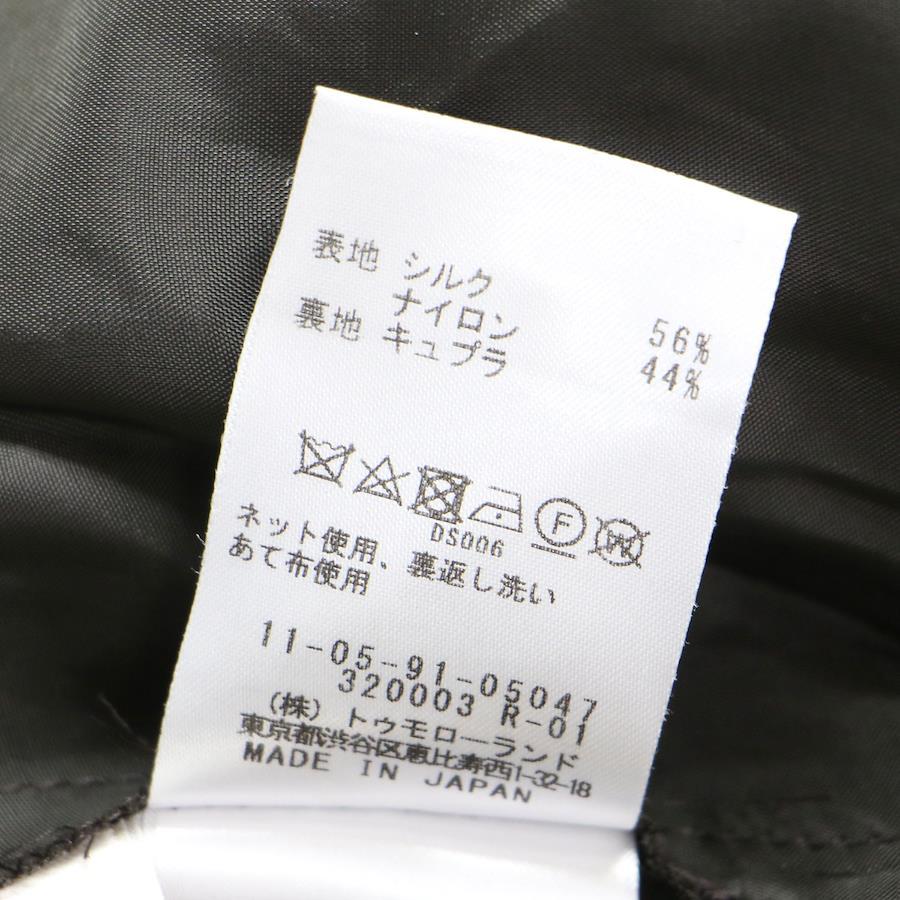 表地 シルク 56%
ナイロン 44%
裏地 キュプラ
F
DS006
ネット使用、裏返し洗い
あて布使用
11-05-91-05047
320003 R-01
(株) トゥモローランド
東京都渋谷区恵比寿西1-32-18
MADE IN JAPAN